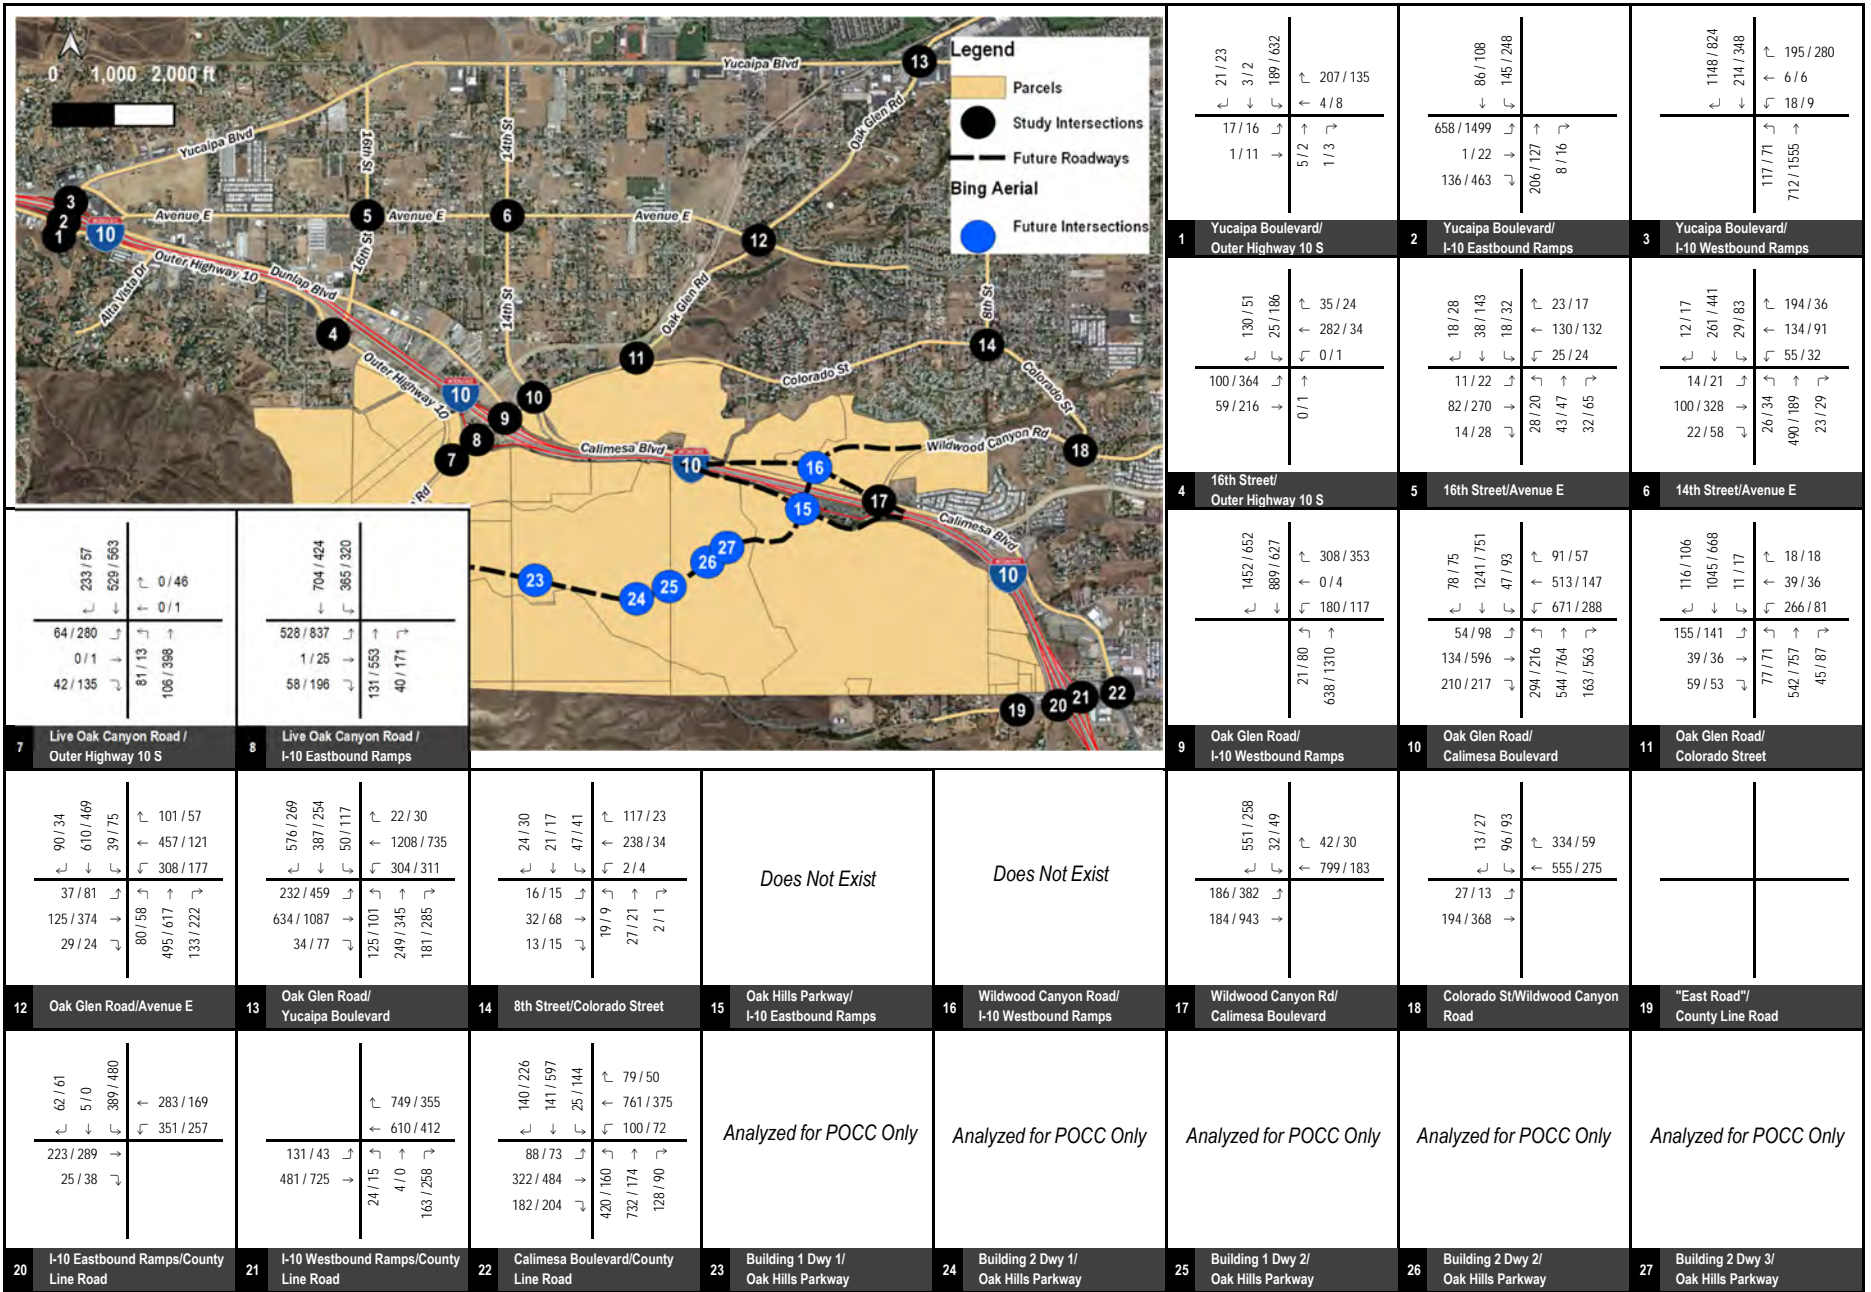 0 1,000 2,000 ft
Legend
Parcels
Study Intersections
Future Roadways
Bing Aerial
Future Intersections
Yucaipa Blvd
Yucaipa Blvd
16th St
14th St
Oak Glen Rd
Avenue E
Avenue E
Avenue E
16th St
Outer Highway 10
Dunlap Blvd
Alta Vista Dr
14th St
Oak Glen Rd
8th St
Outer Highway 10
Colorado St
Colorado St
Calimesa Blvd
Wildwood Canyon Rd
Calimesa Blvd
Rd
10
10
10
10
1
2
3
4
5
6
7
8
9
10
11
12
13
14
15
16
17
18
19
20
21
22
23
24
25
26
27
21 / 23
3 / 2
189 / 632
↵ ↓ ↳
207 / 135
← 4 / 8
17 / 16
1 / 11 →
5 / 2
1 / 3
1 Yucaipa Boulevard/
Outer Highway 10 S
86 / 108
145 / 248
658 / 1499
1 / 22 →
136 / 463
206 / 127
8 / 16
2 Yucaipa Boulevard/
I-10 Eastbound Ramps
1148 / 824
214 / 348
195 / 280
← 6 / 6
18 / 9
117 / 71
712 / 1555
3 Yucaipa Boulevard/
I-10 Westbound Ramps
130 / 51
25 / 186
35 / 24
← 282 / 34
0 / 1
100 / 364
59 / 216 →
0 / 1
4 16th Street/
Outer Highway 10 S
18 / 28
38 / 143
18 / 32
23 / 17
← 130 / 132
25 / 24
11 / 22
82 / 270 →
14 / 28
28 / 20
43 / 47
32 / 65
5 16th Street/Avenue E
12 / 17
261 / 441
29 / 83
194 / 36
← 134 / 91
55 / 32
14 / 21
100 / 328 →
22 / 58
26 / 34
490 / 189
23 / 29
6 14th Street/Avenue E
233 / 57
529 / 563
0 / 46
← 0 / 1
64 / 280
0 / 1 →
42 / 135
81 / 13
106 / 398
7 Live Oak Canyon Road /
Outer Highway 10 S
704 / 424
365 / 320
528 / 837
1 / 25 →
58 / 196
131 / 553
40 / 171
8 Live Oak Canyon Road /
I-10 Eastbound Ramps
1452 / 652
889 / 627
308 / 353
← 0 / 4
180 / 117
21 / 80
638 / 1310
9 Oak Glen Road/
I-10 Westbound Ramps
78 / 75
1241 / 751
47 / 93
91 / 57
← 513 / 147
671 / 288
54 / 98
134 / 596 →
210 / 217
294 / 216
544 / 764
163 / 563
10 Oak Glen Road/
Calimesa Boulevard
116 / 106
1045 / 668
11 / 17
18 / 18
← 39 / 36
266 / 81
155 / 141
39 / 36 →
59 / 53
77 / 71
542 / 757
45 / 87
11 Oak Glen Road/
Colorado Street
90 / 34
610 / 469
39 / 75
101 / 57
← 457 / 121
308 / 177
37 / 81
125 / 374 →
29 / 24
80 / 58
495 / 617
133 / 222
12 Oak Glen Road/Avenue E
576 / 269
387 / 254
50 / 117
22 / 30
← 1208 / 735
304 / 311
232 / 459
634 / 1087 →
34 / 77
125 / 101
249 / 345
181 / 285
13 Oak Glen Road/
Yucaipa Boulevard
24 / 30
21 / 17
47 / 41
117 / 23
← 238 / 34
2 / 4
16 / 15
32 / 68 →
13 / 15
19 / 9
27 / 21
2 / 1
14 8th Street/Colorado Street
Does Not Exist
15 Oak Hills Parkway/
I-10 Eastbound Ramps
Does Not Exist
16 Wildwood Canyon Road/
I-10 Westbound Ramps
551 / 258
32 / 49
42 / 30
← 799 / 183
186 / 382
184 / 943 →
17 Wildwood Canyon Rd/
Calimesa Boulevard
13 / 27
96 / 93
334 / 59
← 555 / 275
27 / 13
194 / 368 →
18 Colorado St/Wildwood Canyon
Road
19 "East Road"/
County Line Road
62 / 61
5 / 0
389 / 480
← 283 / 169
351 / 257
223 / 289 →
25 / 38
20 I-10 Eastbound Ramps/County
Line Road
749 / 355
← 610 / 412
131 / 43
481 / 725 →
24 / 15
4 / 0
163 / 258
21 I-10 Westbound Ramps/County
Line Road
140 / 226
141 / 597
25 / 144
79 / 50
← 761 / 375
100 / 72
88 / 73
322 / 484 →
182 / 204
420 / 160
732 / 174
128 / 90
22 Calimesa Boulevard/County
Line Road
Analyzed for POCC Only
23 Building 1 Dwy 1/
Oak Hills Parkway
Analyzed for POCC Only
24 Building 2 Dwy 1/
Oak Hills Parkway
Analyzed for POCC Only
25 Building 1 Dwy 2/
Oak Hills Parkway
Analyzed for POCC Only
26 Building 2 Dwy 2/
Oak Hills Parkway
Analyzed for POCC Only
27 Building 2 Dwy 3/
Oak Hills Parkway